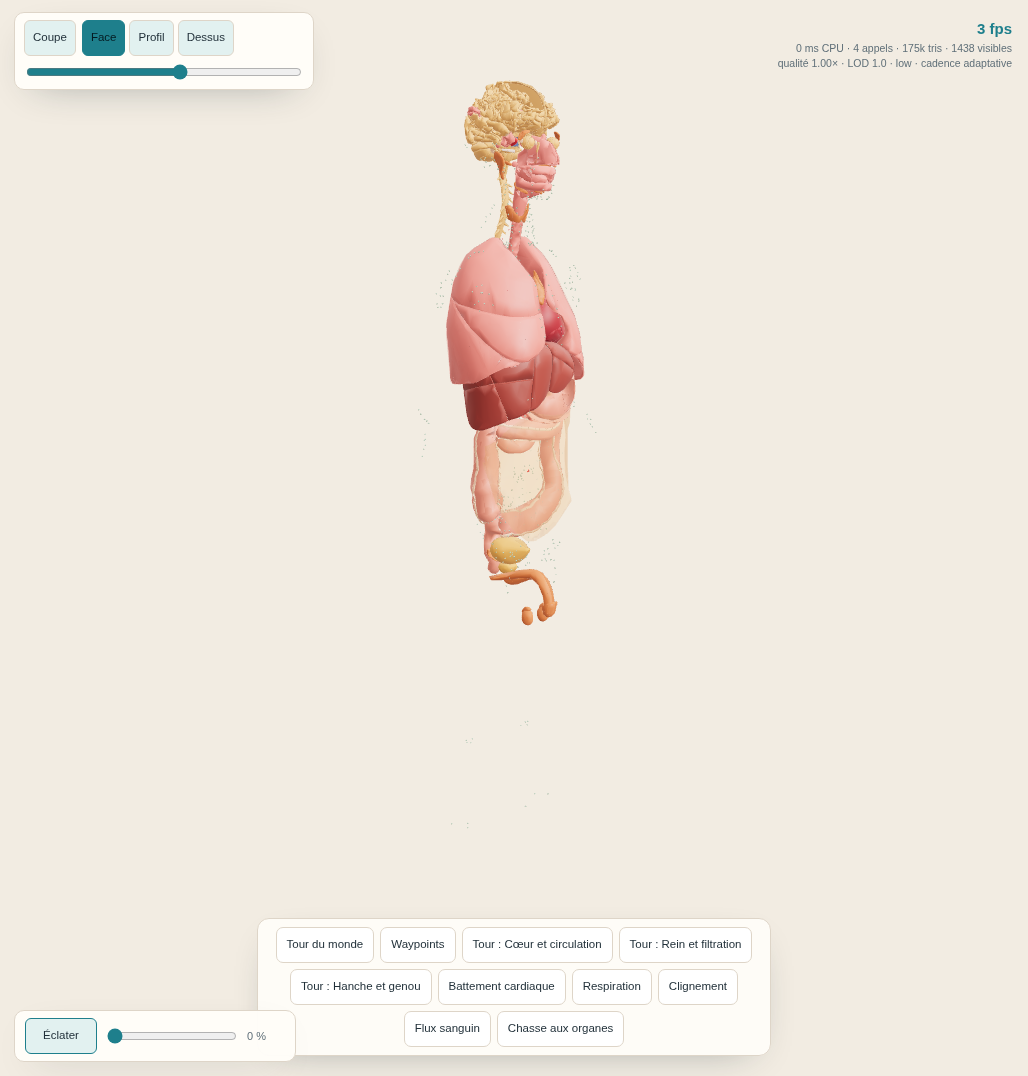 Coupe Face Profil Dessus
3 fps
0 ms CPU · 4 appels · 175k tris · 1438 visibles
qualité 1.00× · LOD 1.0 · low · cadence adaptative
Tour du monde Waypoints Tour : Cœur et circulation Tour : Rein et filtration
Tour : Hanche et genou Battement cardiaque Respiration Clignement
Flux sanguin Chasse aux organes
Éclater 0 %